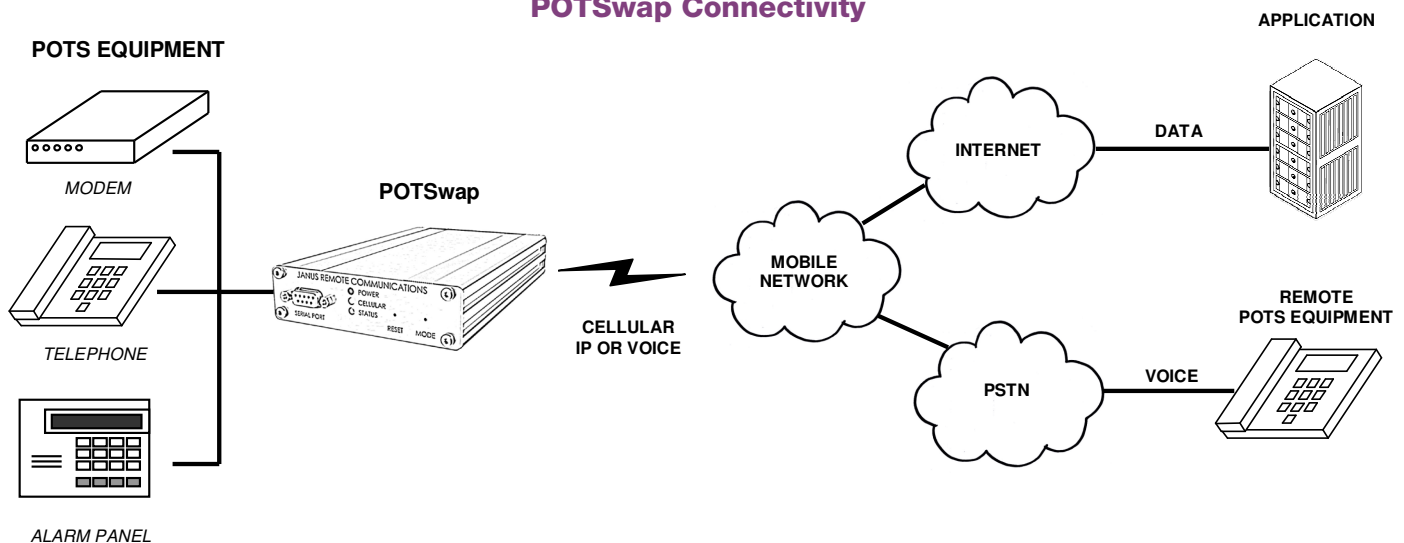 POTSwap Connectivity
APPLICATION
POTS EQUIPMENT
MODEM
TELEPHONE
ALARM PANEL
POTSwap
JANUS REMOTE COMMUNICATIONS
POWER
CELLULAR
STATUS
SERIAL PORT
RESET
MODE
CELLULAR
IP OR VOICE
MOBILE
NETWORK
INTERNET
DATA
PSTN
VOICE
REMOTE
POTS EQUIPMENT